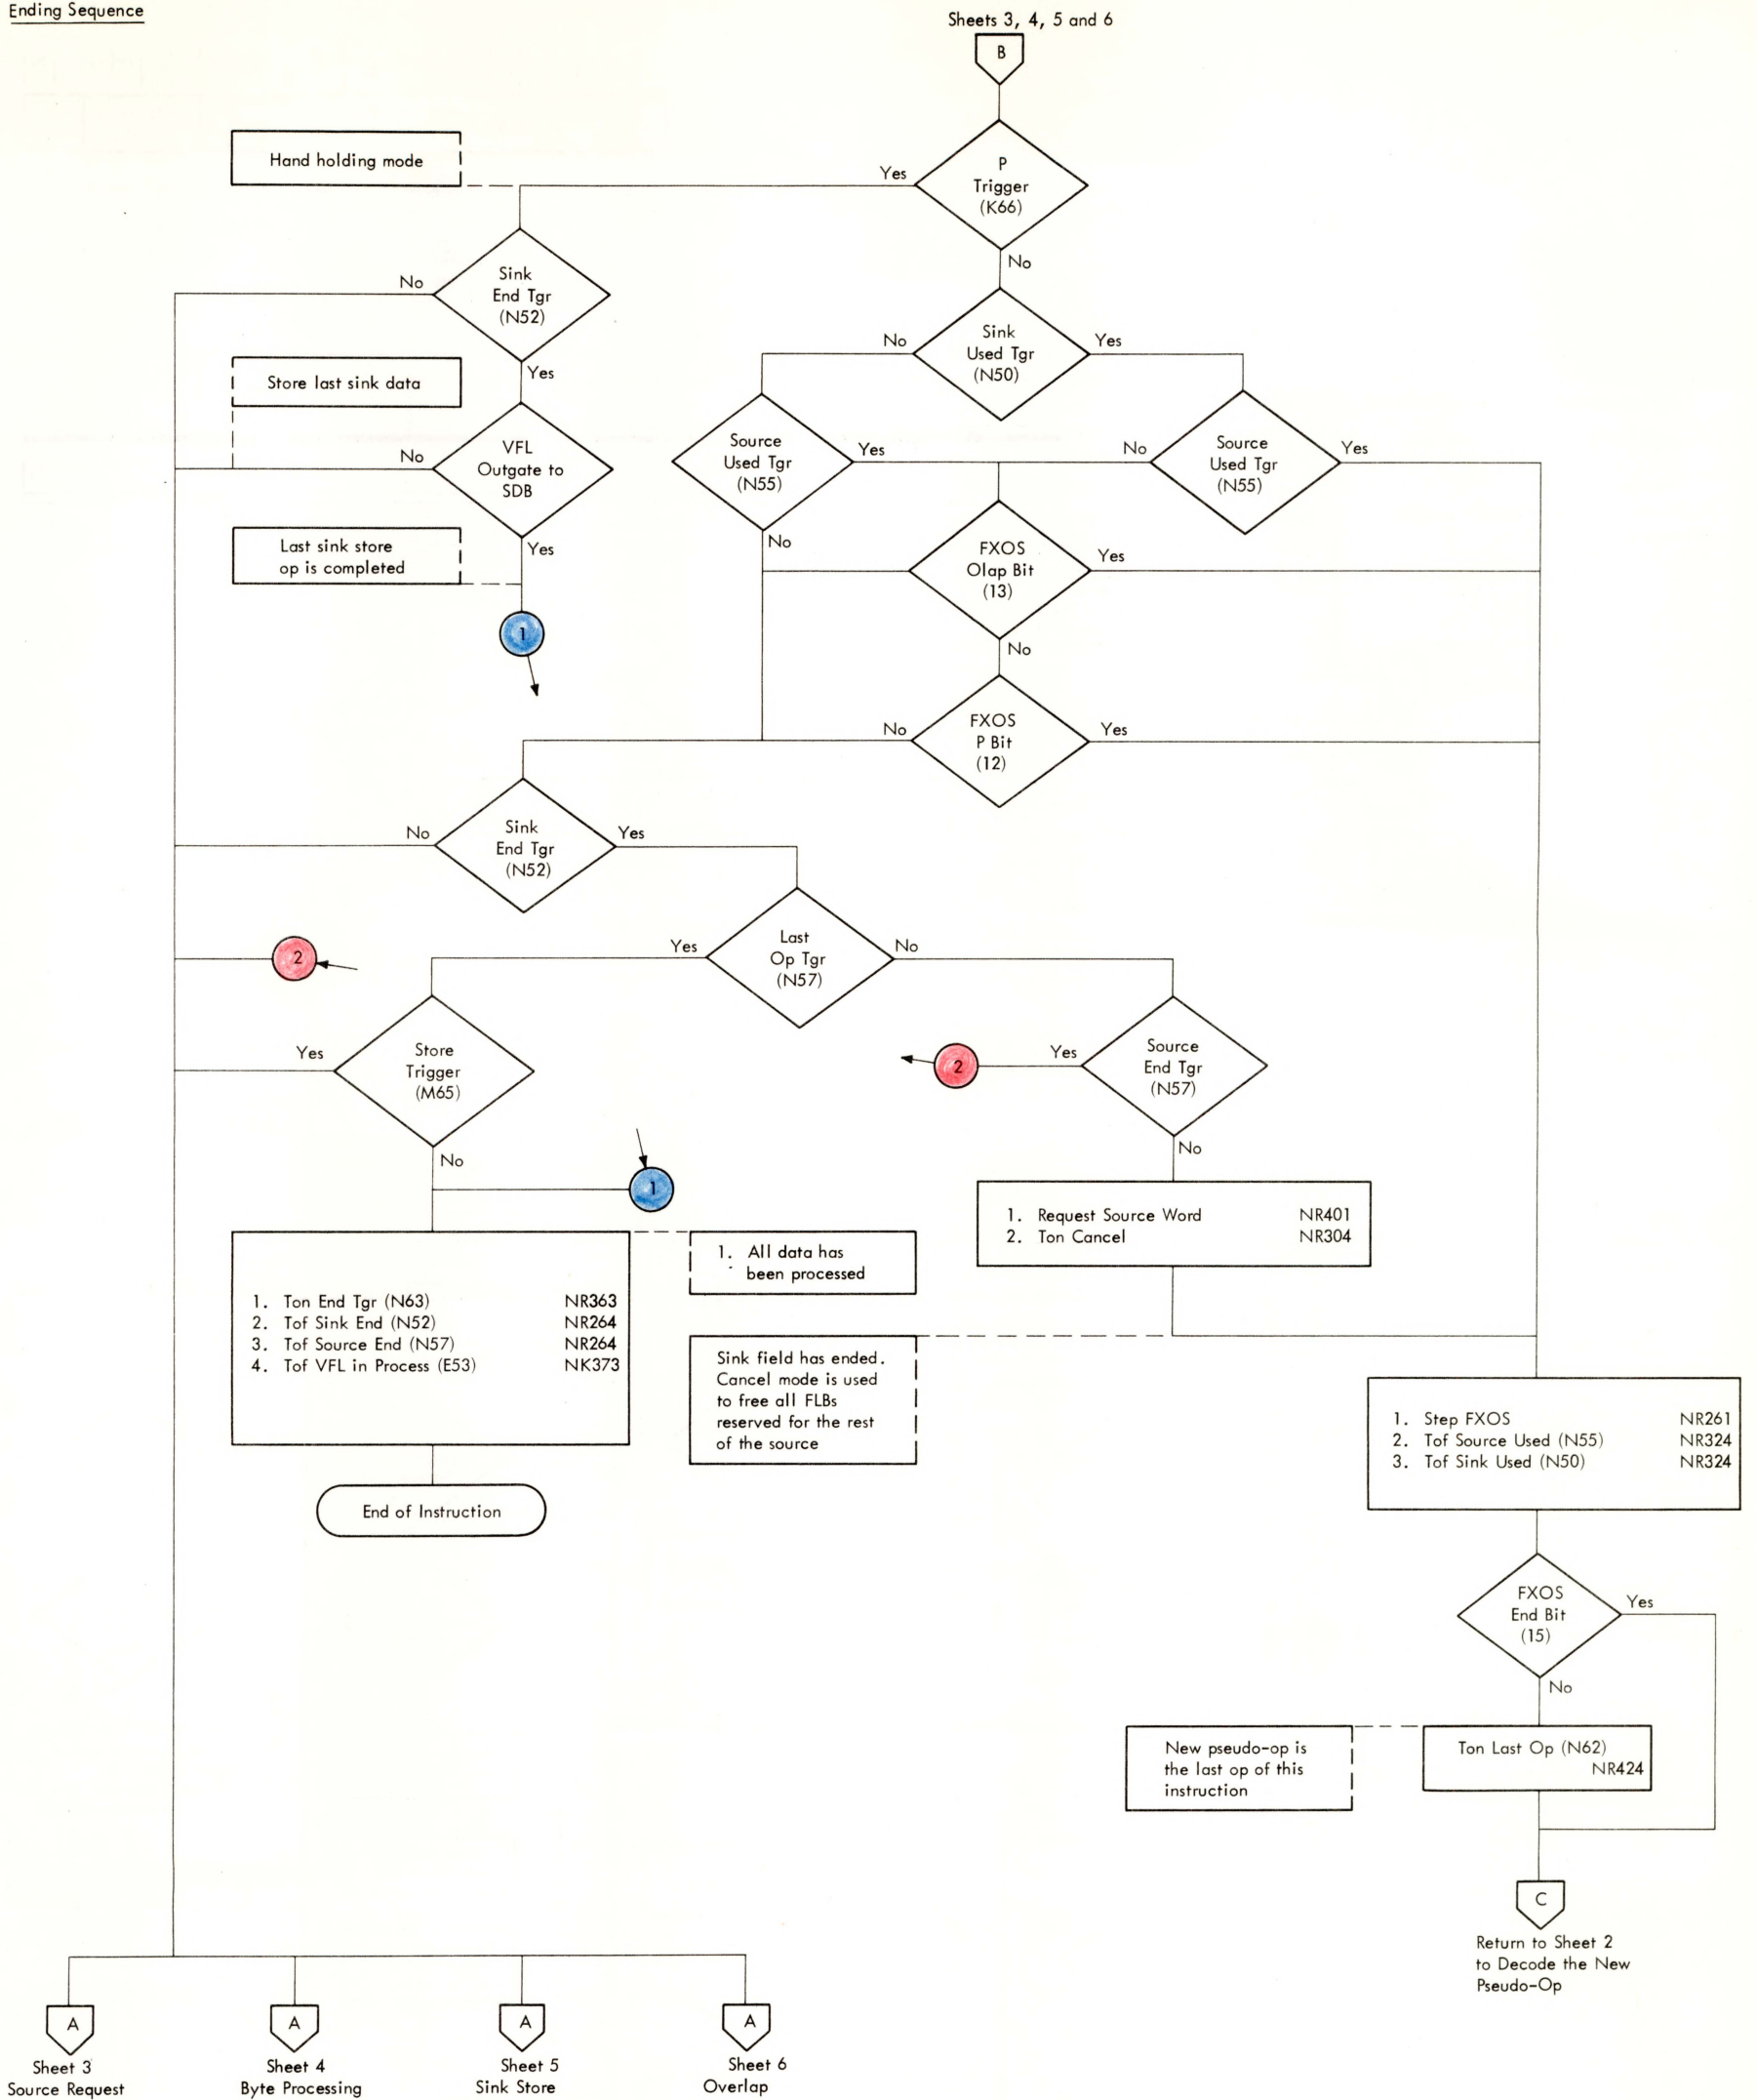 Ending Sequence
Sheets 3, 4, 5 and 6
B
Hand holding mode
Yes
P
Trigger
(K66)
No
No
Sink
End Tgr
(N52)
Yes
No
Sink
Used Tgr
(N50)
Yes
Store last sink data
No
VFL
Outgate to
SDB
Yes
Source
Used Tgr
(N55)
Yes
No
No
Source
Used Tgr
(N55)
Yes
Last sink store
op is completed
1
FXOS
Olap Bit
(13)
Yes
No
No
FXOS
P Bit
(12)
Yes
No
Sink
End Tgr
(N52)
Yes
2
Yes
Last
Op Tgr
(N57)
No
Yes
Store
Trigger
(M65)
No
2
Yes
Source
End Tgr
(N57)
No
1
1. Request Source Word NR401
2. Ton Cancel NR304
1. All data has
been processed
1. Ton End Tgr (N63) NR363
2. Tof Sink End (N52) NR264
3. Tof Source End (N57) NR264
4. Tof VFL in Process (E53) NK373
Sink field has ended.
Cancel mode is used
to free all FLBs
reserved for the rest
of the source
1. Step FXOS NR261
2. Tof Source Used (N55) NR324
3. Tof Sink Used (N50) NR324
End of Instruction
FXOS
End Bit
(15)
Yes
No
New pseudo-op is
the last op of this
instruction
Ton Last Op (N62)
NR424
C
Return to Sheet 2
to Decode the New
Pseudo-Op
A
Sheet 3
Source Request
A
Sheet 4
Byte Processing
A
Sheet 5
Sink Store
A
Sheet 6
Overlap